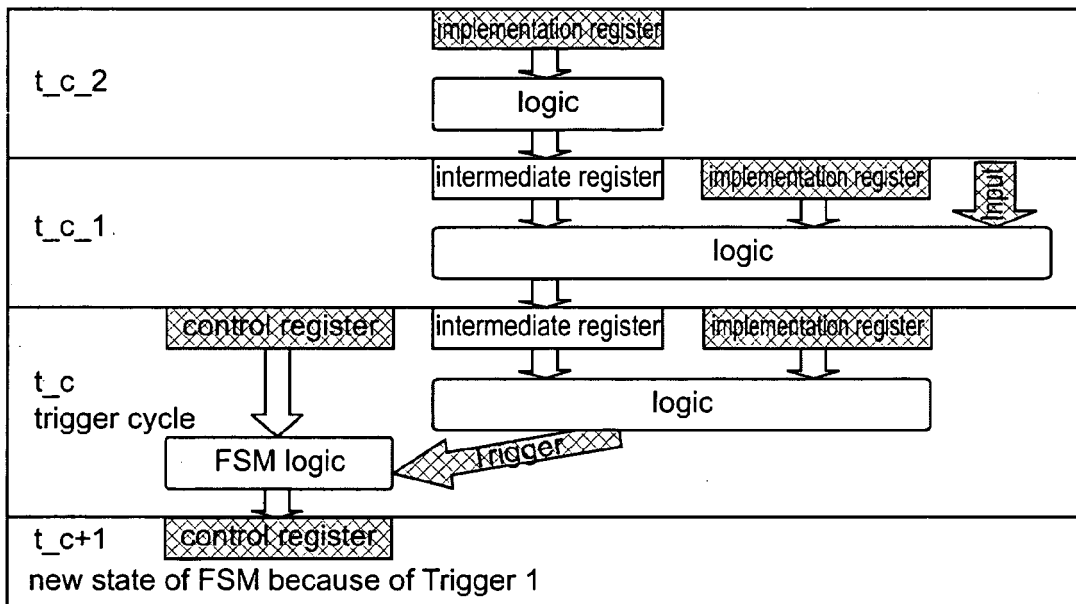 implementation register
t_c_2
logic
intermediate register
implementation register
Input
t_c_1
logic
control register
intermediate register
implementation register
t_c
trigger cycle
logic
FSM logic
Trigger
t_c+1
control register
new state of FSM because of Trigger 1